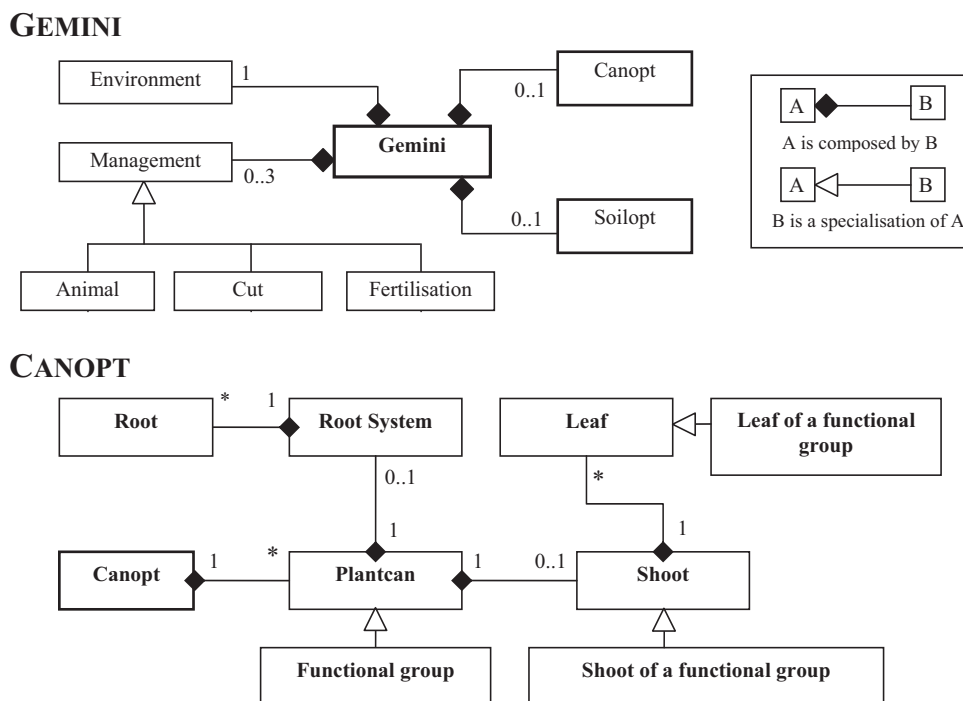 GEMINI
Environment
1
Canopt
0..1
Gemini
Management
0..3
Soilopt
0..1
Animal
Cut
Fertilisation
A
B
A is composed by B
A
B
B is a specialisation of A
CANOPT
Root
*
1
Root System
Leaf
Leaf of a functional
group
0..1
*
1
1
Canopt
1
*
Plantcan
1
0..1
Shoot
Functional group
Shoot of a functional group